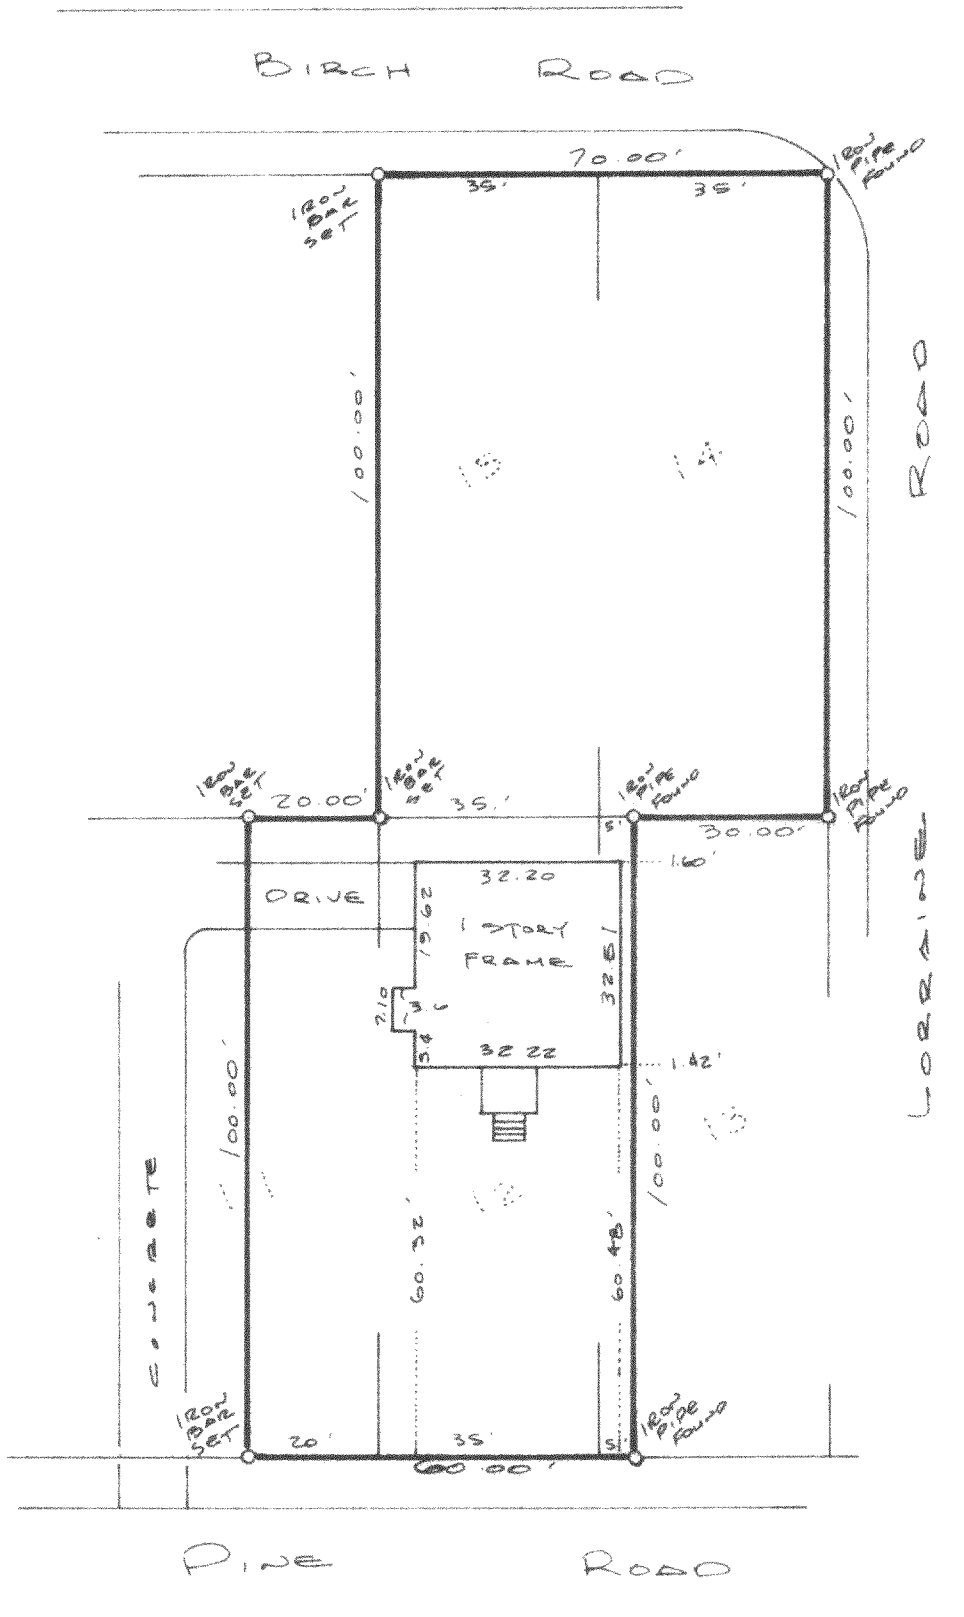 BIRCH ROAD
70.00'
35'
35'
IRON
BAR
SET
IRON
PIPE
FOUND
100.00'
100.00'
ROAD
13
14
IRON
BAR
SET
20.00'
IRON
BAR
SET
35.'
IRON
PIPE
FOUND
5'
30.00'
IRON
PIPE
FOUND
LORRAINE
1.60'
32.20
DRIVE
19.62
1 STORY
FRAME
32.61
2.10
5.4
32.22
1.42'
100.00'
100.00'
11
60.32'
60.48'
CONCRETE
IRON
BAR
SET
IRON
PIPE
FOUND
20'
35'
5'
60.00'
PINE ROAD